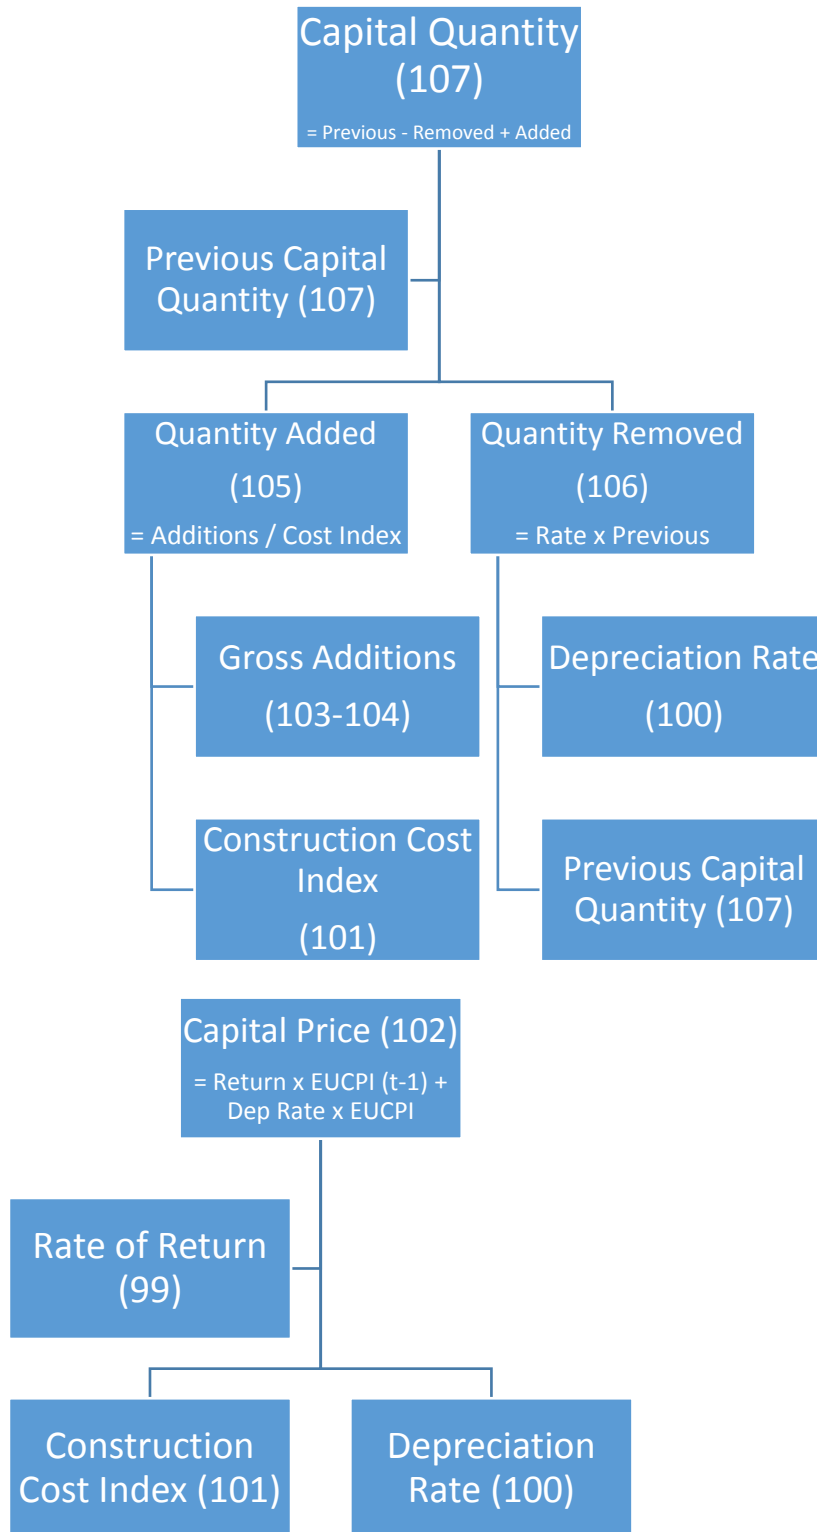 Capital Quantity
(107)
= Previous - Removed + Added
Previous Capital
Quantity (107)
Quantity Added
(105)
= Additions / Cost Index
Quantity Removed
(106)
= Rate x Previous
Gross Additions
(103-104)
Depreciation Rate
(100)
Construction Cost
Index
(101)
Previous Capital
Quantity (107)
Capital Price (102)
= Return x EUCPI (t-1) +
Dep Rate x EUCPI
Rate of Return
(99)
Construction
Cost Index (101)
Depreciation
Rate (100)